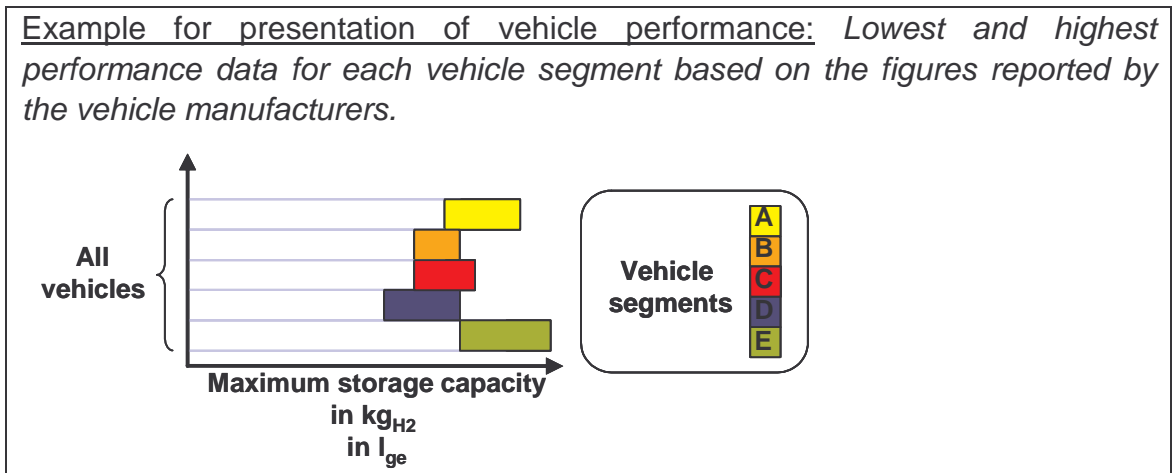 Example for presentation of vehicle performance: Lowest and highest
performance data for each vehicle segment based on the figures reported by
the vehicle manufacturers.
All
vehicles
Maximum storage capacity
in kgH2
in lge
Vehicle
segments
A
B
C
D
E